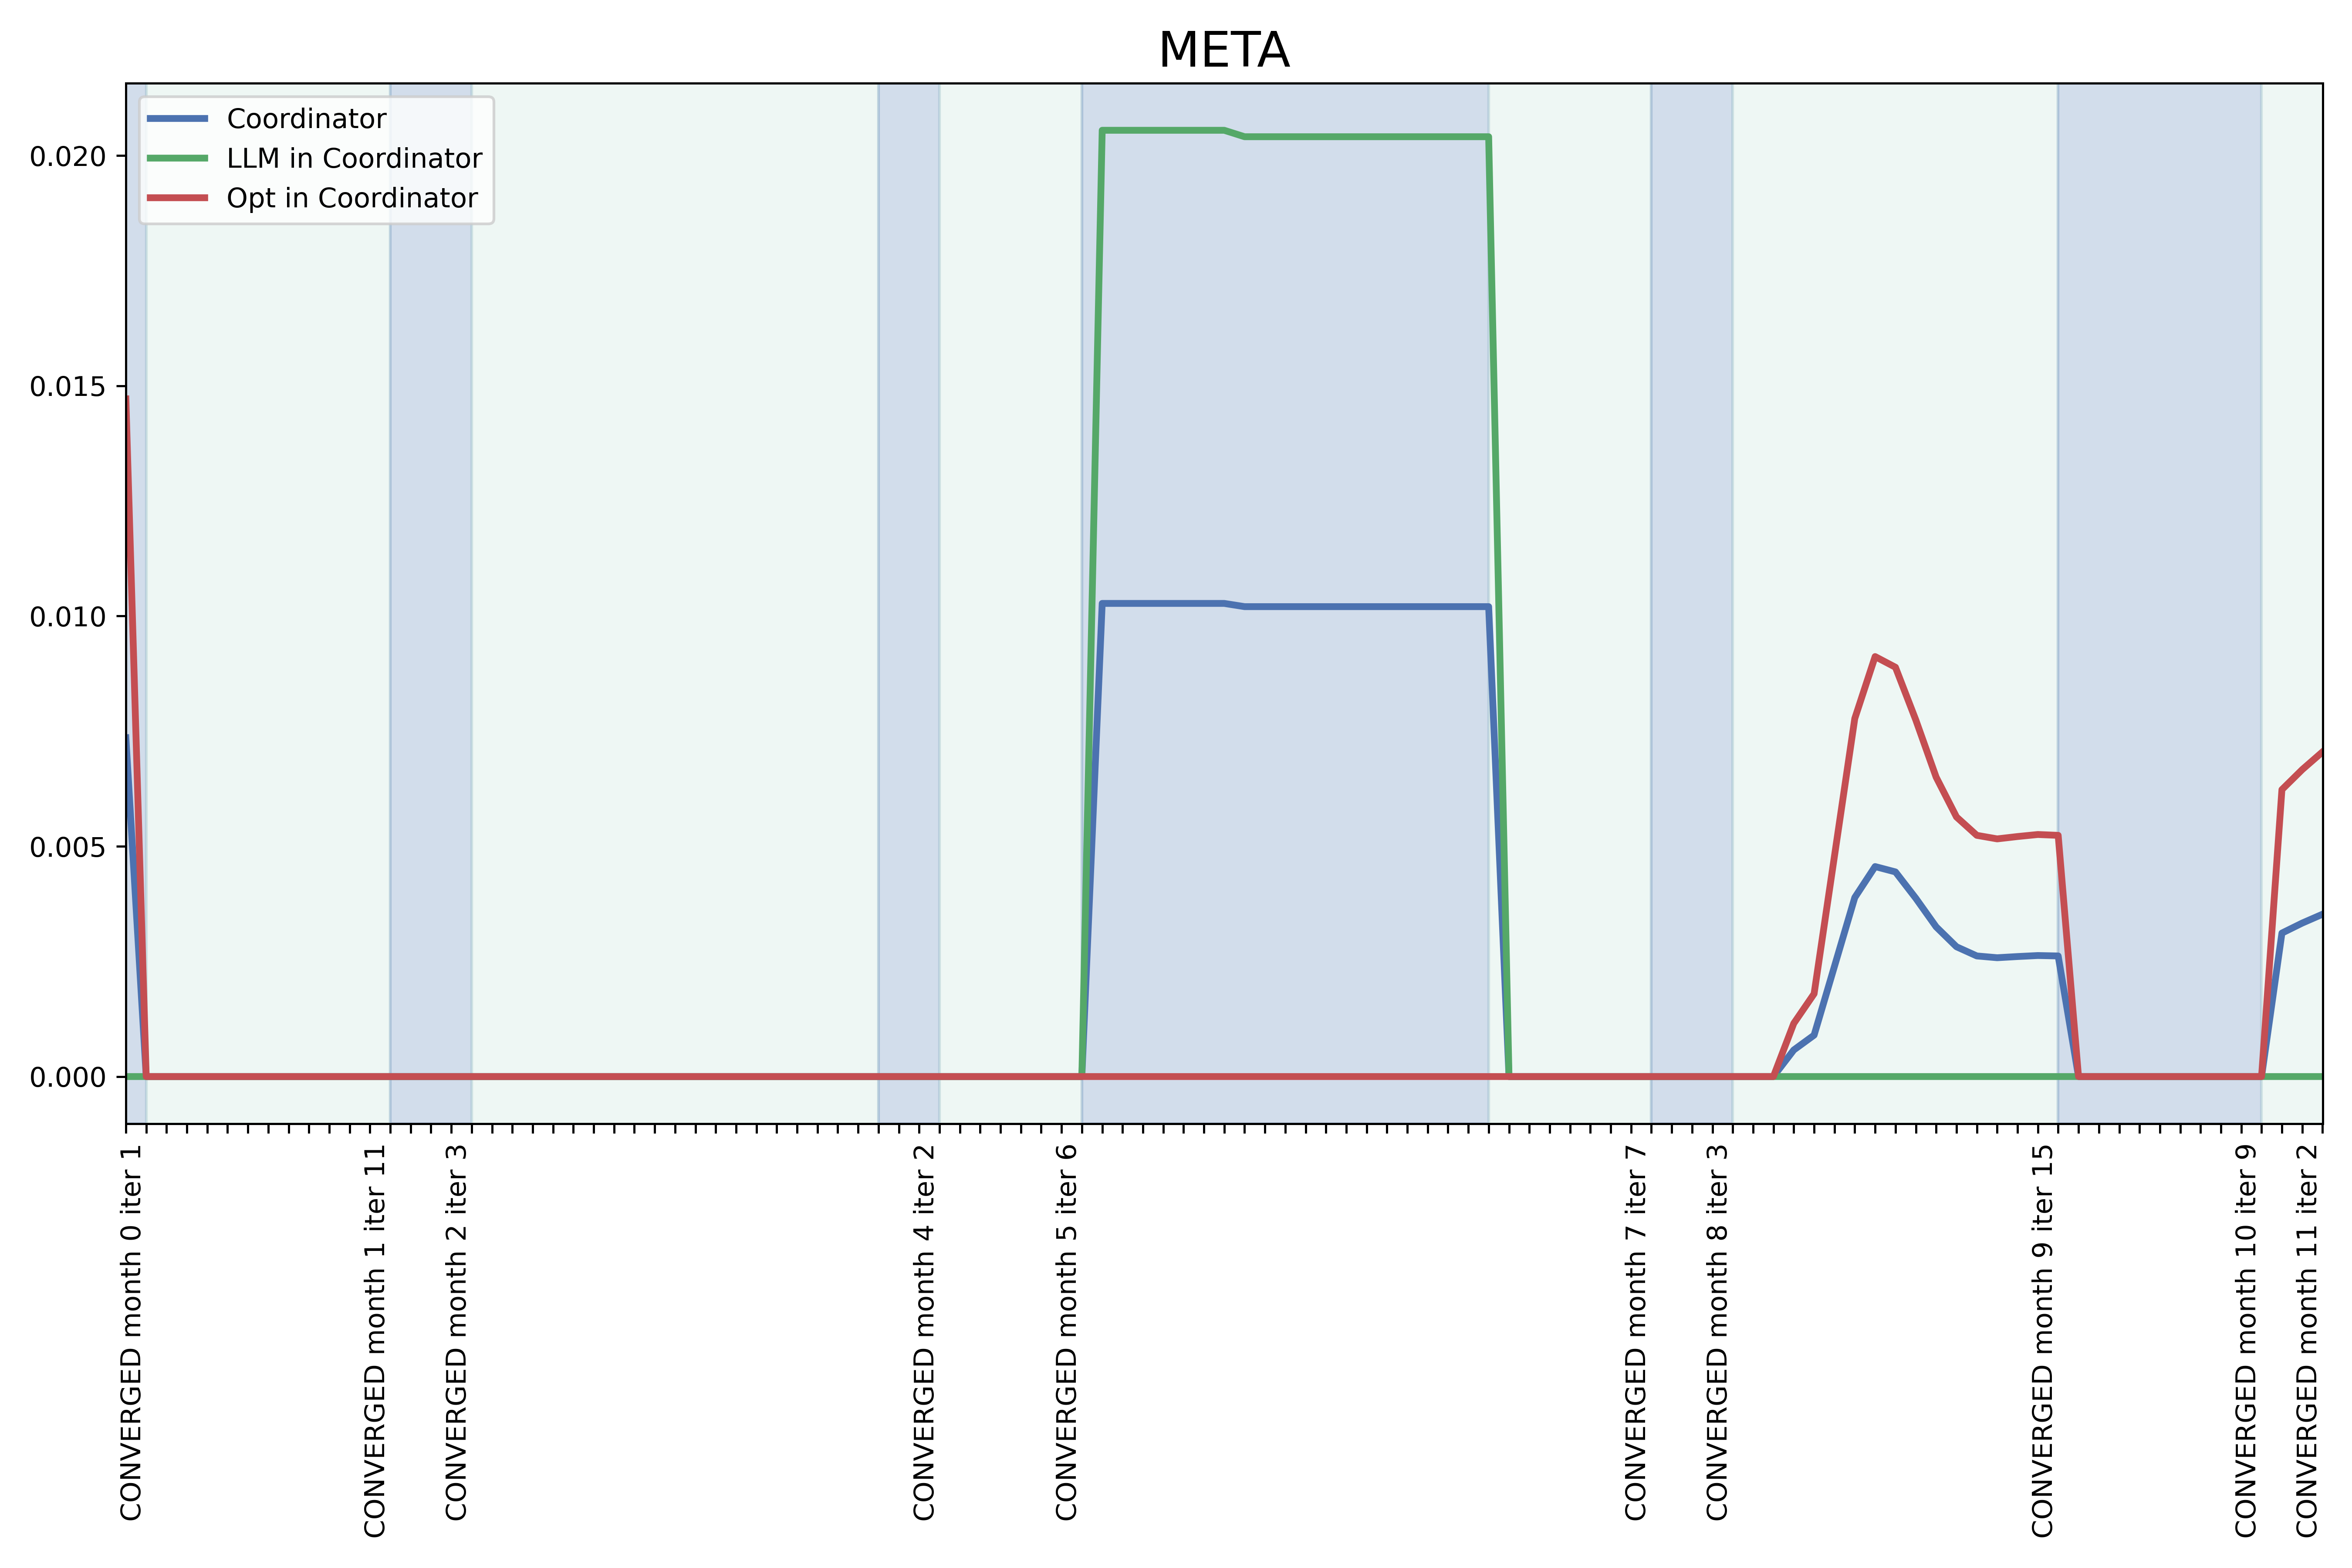 META
Coordinator
LLM in Coordinator
Opt in Coordinator
0.020
0.015
0.010
0.005
0.000
CONVERGED month 0 iter 1
CONVERGED month 1 iter 11
CONVERGED month 2 iter 3
CONVERGED month 4 iter 2
CONVERGED month 5 iter 6
CONVERGED month 7 iter 7
CONVERGED month 8 iter 3
CONVERGED month 9 iter 15
CONVERGED month 10 iter 9
CONVERGED month 11 iter 2